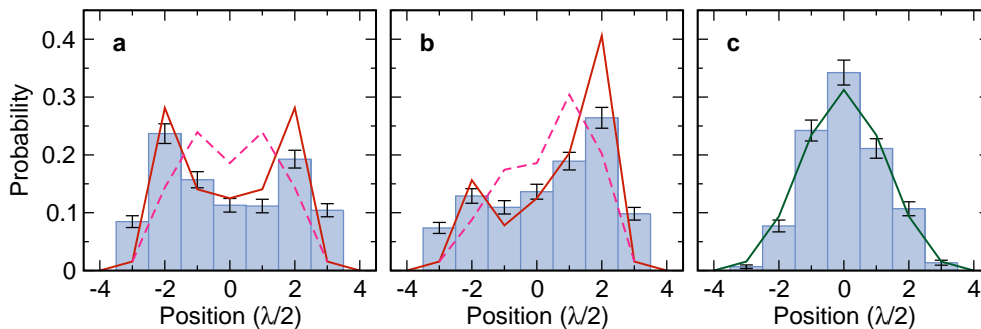 a
b
c
Probability
0.4
0.3
0.2
0.1
0
-4 -2 0 2 4
-4 -2 0 2 4
-4 -2 0 2 4
Position (λ/2)
Position (λ/2)
Position (λ/2)